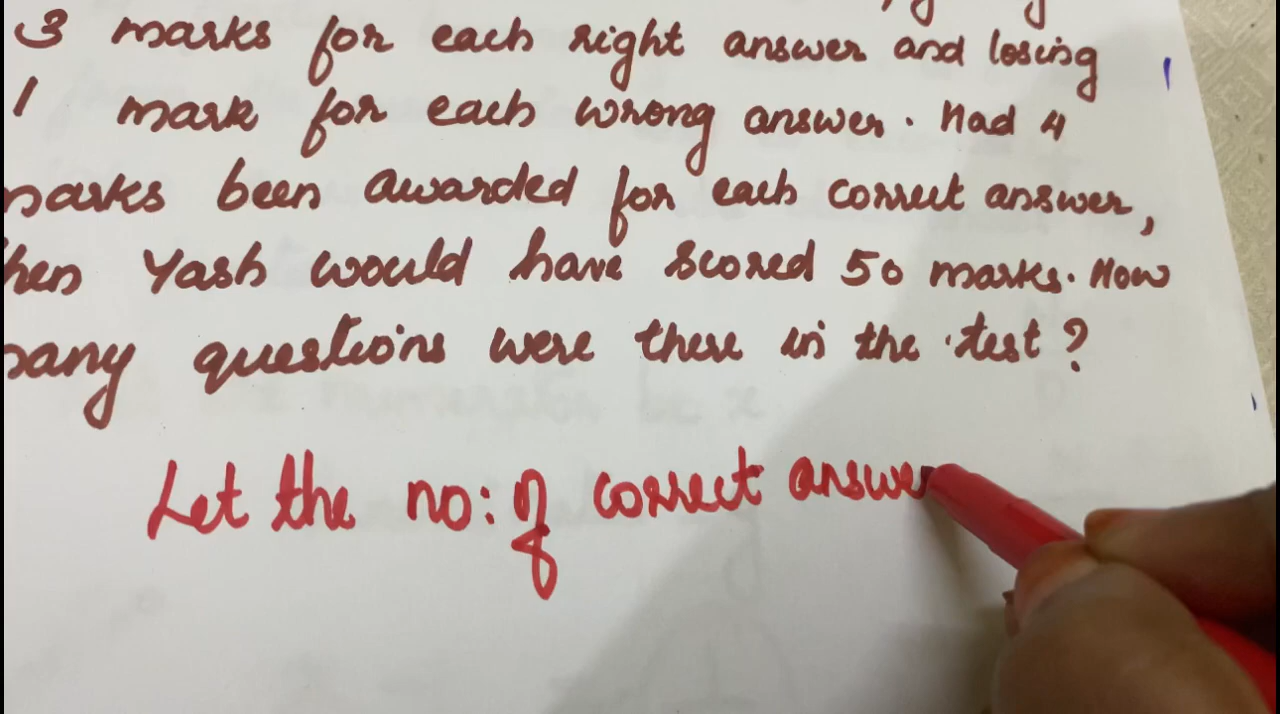 3 marks for each right answer and losing
1 mark for each wrong answer. Had 4
marks been awarded for each correct answer,
then Yash would have scored 50 marks. How
many questions were there in the test?
Let the no: of correct answe